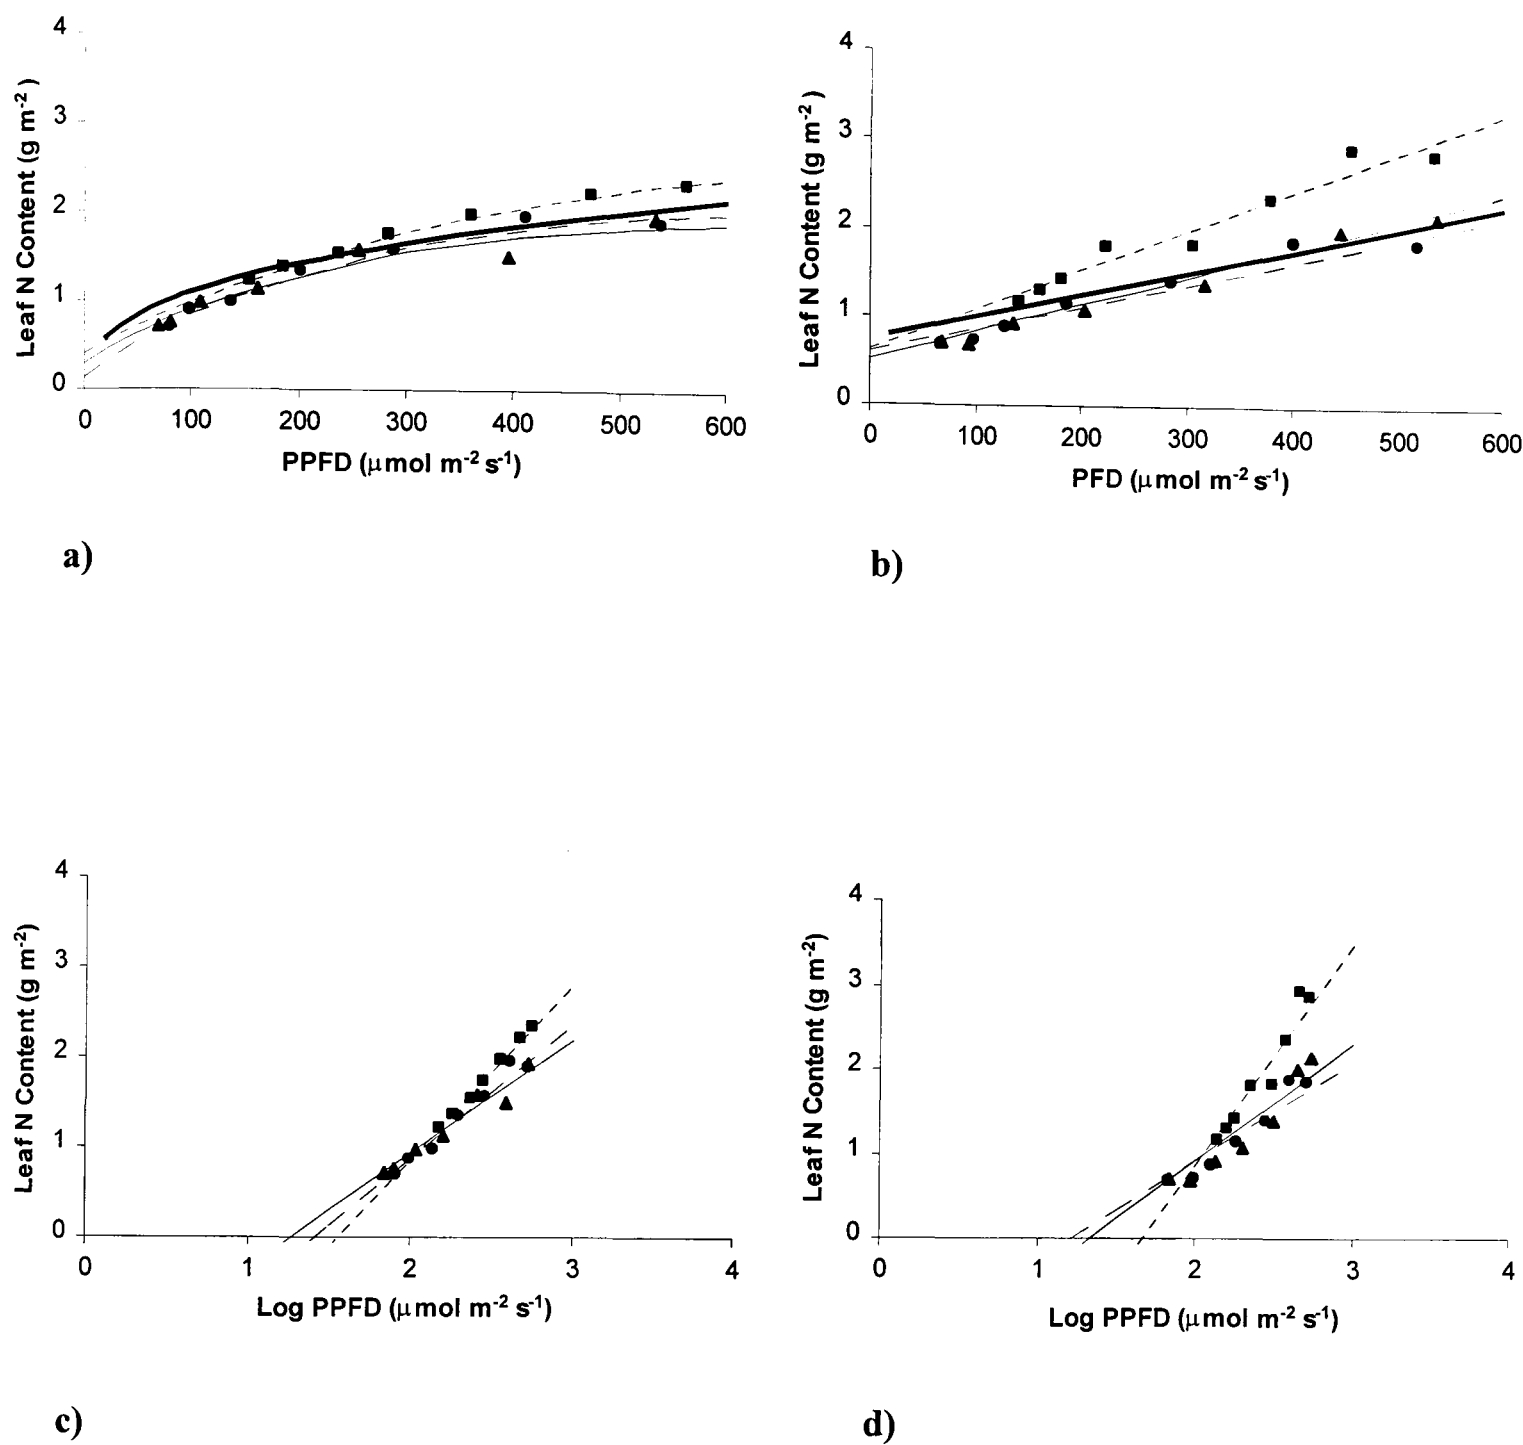 4
3
2
1
0
Leaf N Content (g m-2 )
0 100 200 300 400 500 600
PPFD (μmol m-2 s-1)
a)
4
3
2
1
0
Leaf N Content (g m-2 )
0 100 200 300 400 500 600
PFD (μmol m-2 s-1)
b)
4
3
2
1
0
Leaf N Content (g m-2)
0 1 2 3 4
Log PPFD (μmol m-2 s-1)
c)
4
3
2
1
0
Leaf N Content (g m-2)
0 1 2 3 4
Log PPFD (μmol m-2 s-1)
d)